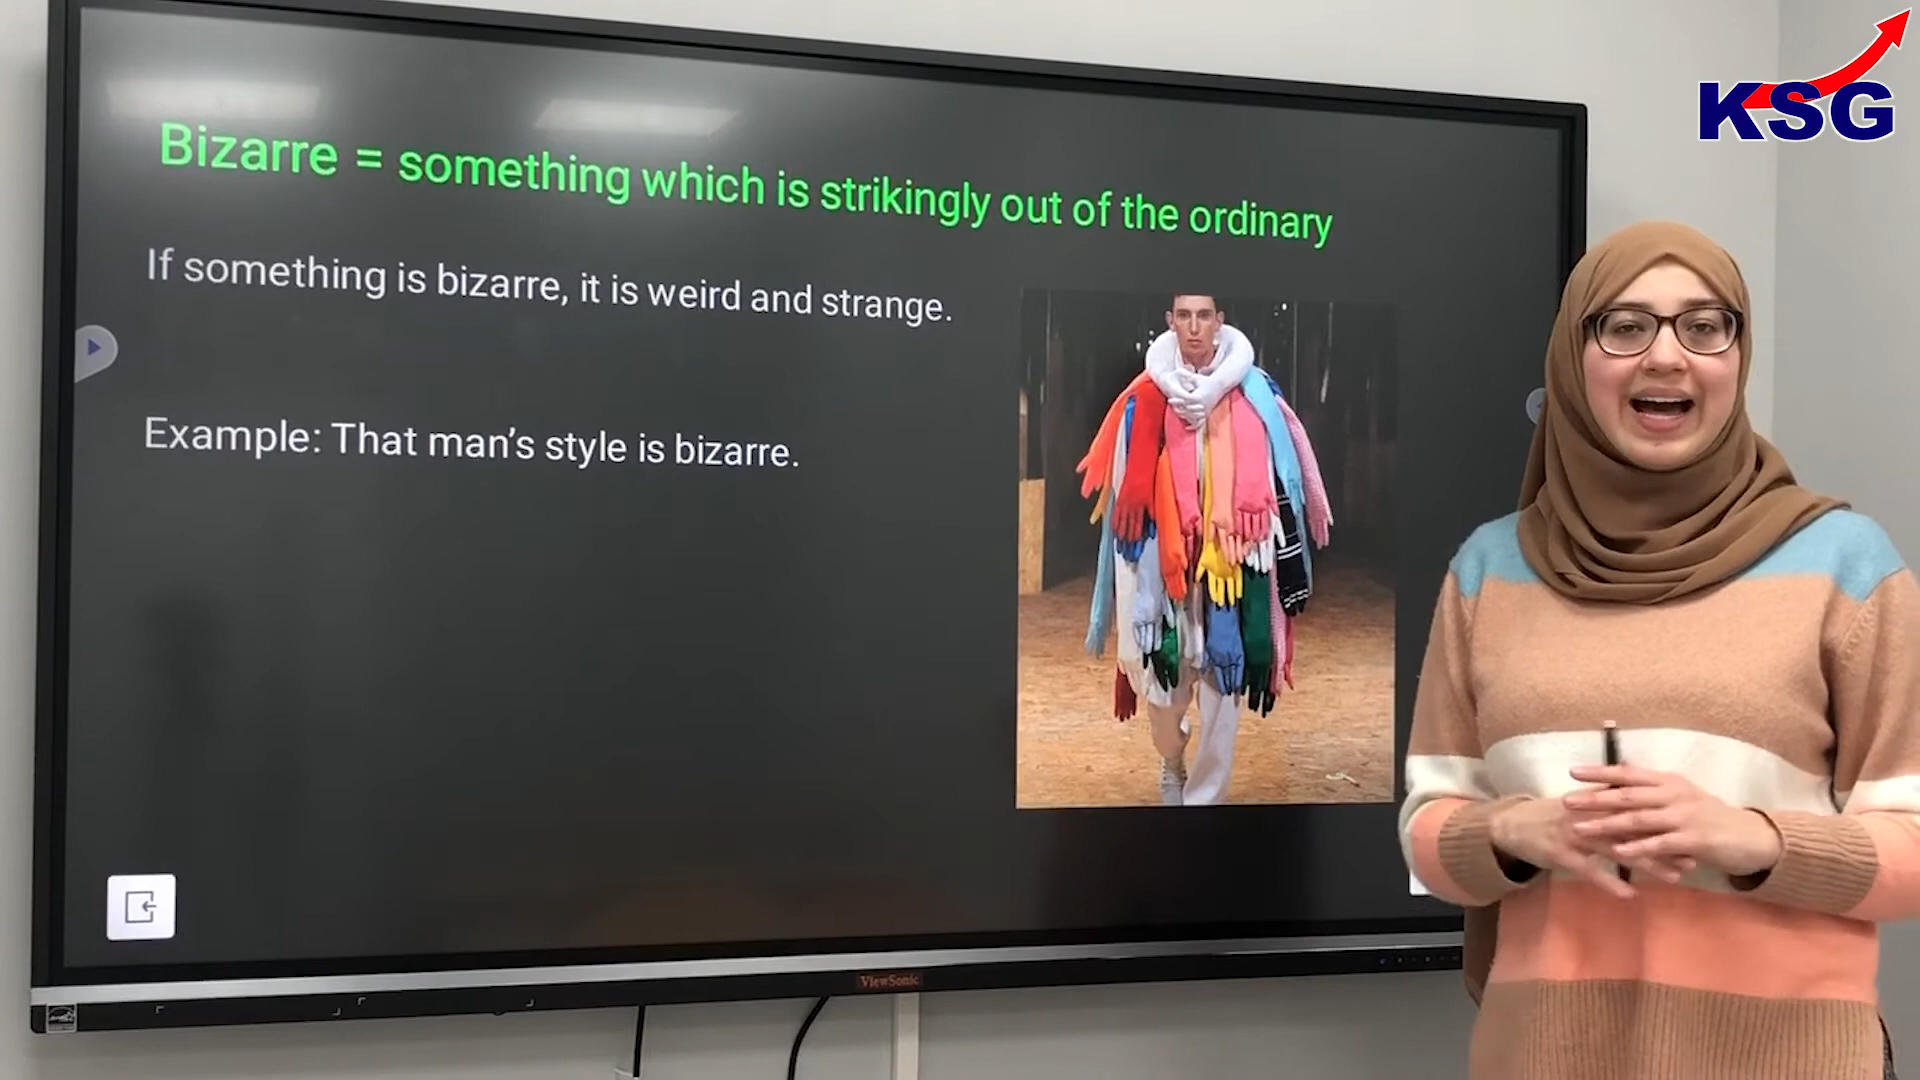 KSG
Bizarre = something which is strikingly out of the ordinary
If something is bizarre, it is weird and strange.
Example: That man’s style is bizarre.
ViewSonic